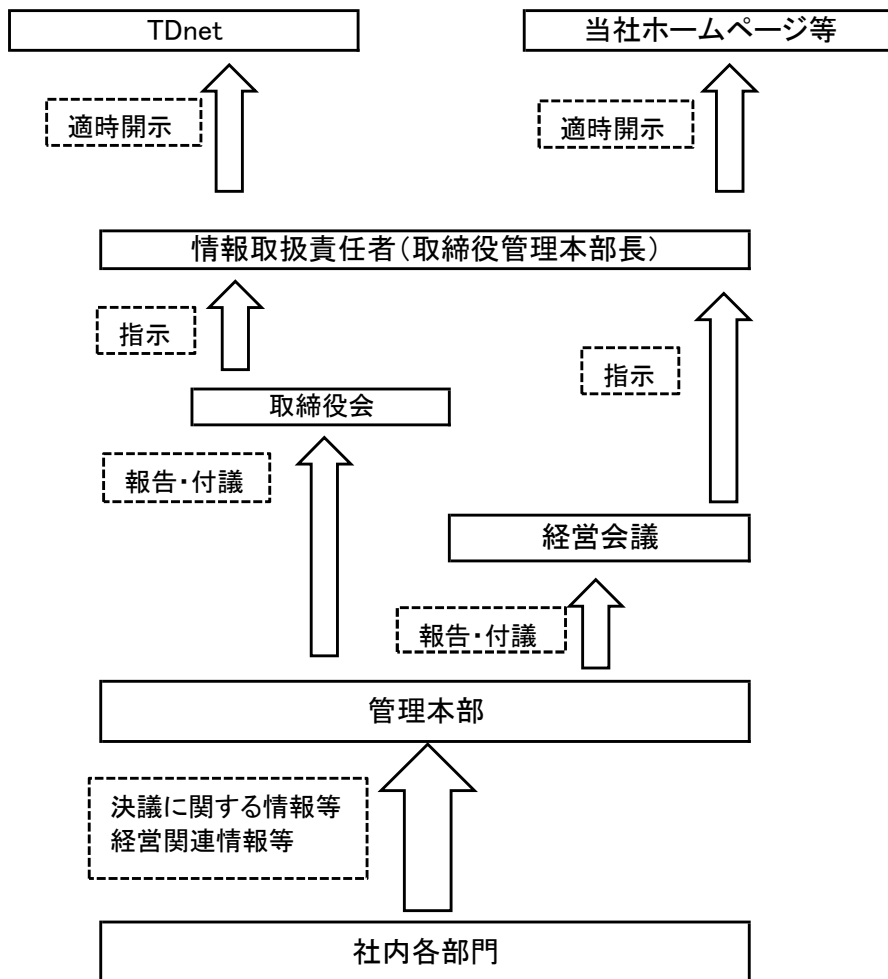 TDnet
当社ホームページ等
適時開示
適時開示
情報取扱責任者(取締役管理本部長)
指示
指示
取締役会
報告・付議
経営会議
報告・付議
管理本部
決議に関する情報等
経営関連情報等
社内各部門